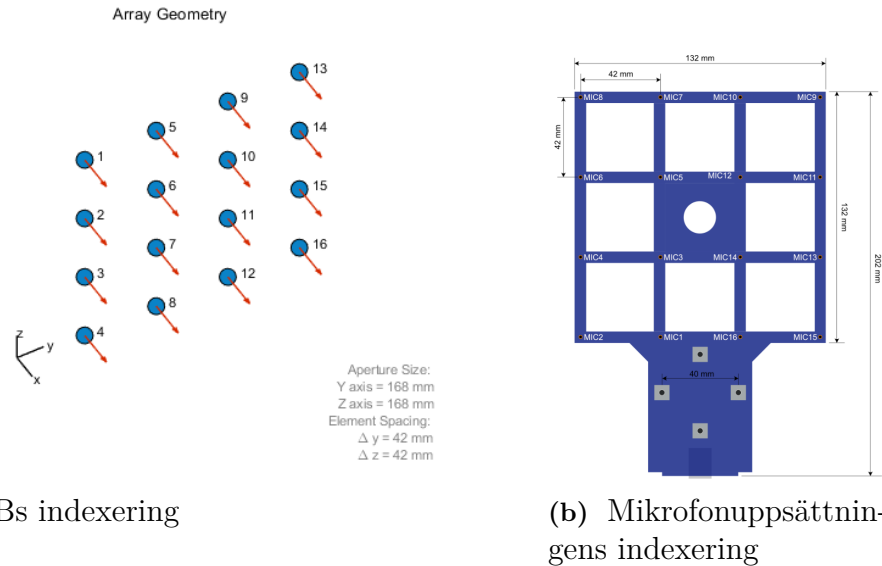 Array Geometry
13
9
5
14
1
10
6
15
2
11
7
16
3
12
8
4
z
y
x
Aperture Size:
Y axis = 168 mm
Z axis = 168 mm
Element Spacing:
Δ y = 42 mm
Δ z = 42 mm
132 mm
42 mm
MIC8 MIC7 MIC10 MIC9
42 mm
MIC6 MIC5 MIC12 MIC11
132 mm
202 mm
MIC4 MIC3 MIC14 MIC13
MIC2 MIC1 MIC16 MIC15
40 mm
Bs indexering
(b) Mikrofonuppsättnin-
gens indexering